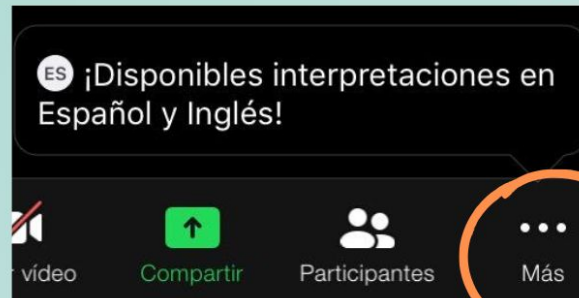 ES ¡Disponibles interpretaciones en
Español y Inglés!
vídeo Compartir Participantes Más